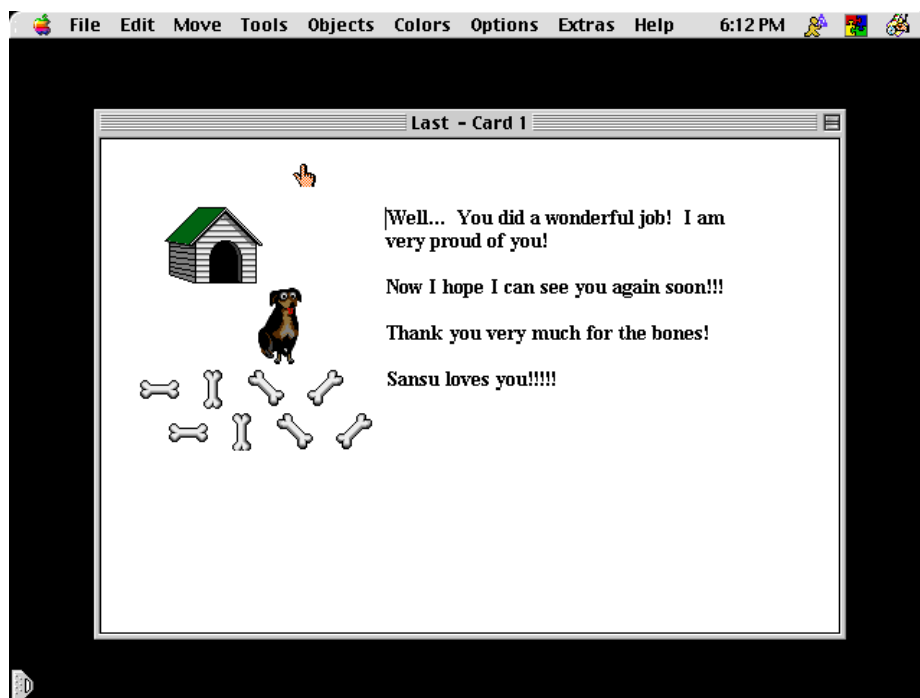 File Edit Move Tools Objects Colors Options Extras Help 6:12 PM
Last - Card 1
Well... You did a wonderful job! I am
very proud of you!
Now I hope I can see you again soon!!!
Thank you very much for the bones!
Sansu loves you!!!!!